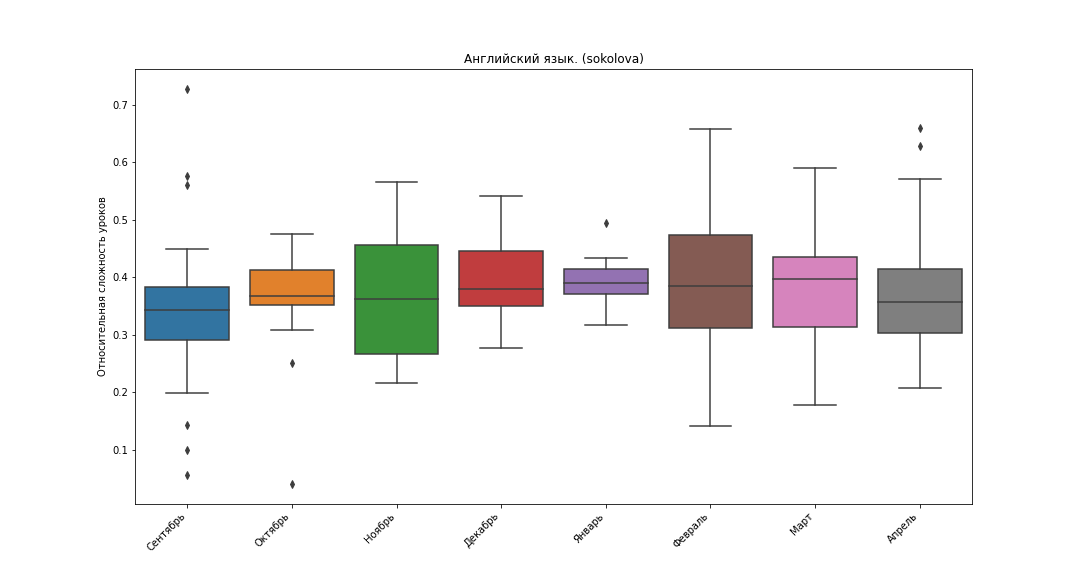 Английский язык. (sokolova)
Относительная сложность уроков
0.7
0.6
0.5
0.4
0.3
0.2
0.1
Сентябрь
Октябрь
Ноябрь
Декабрь
Январь
Февраль
Март
Апрель